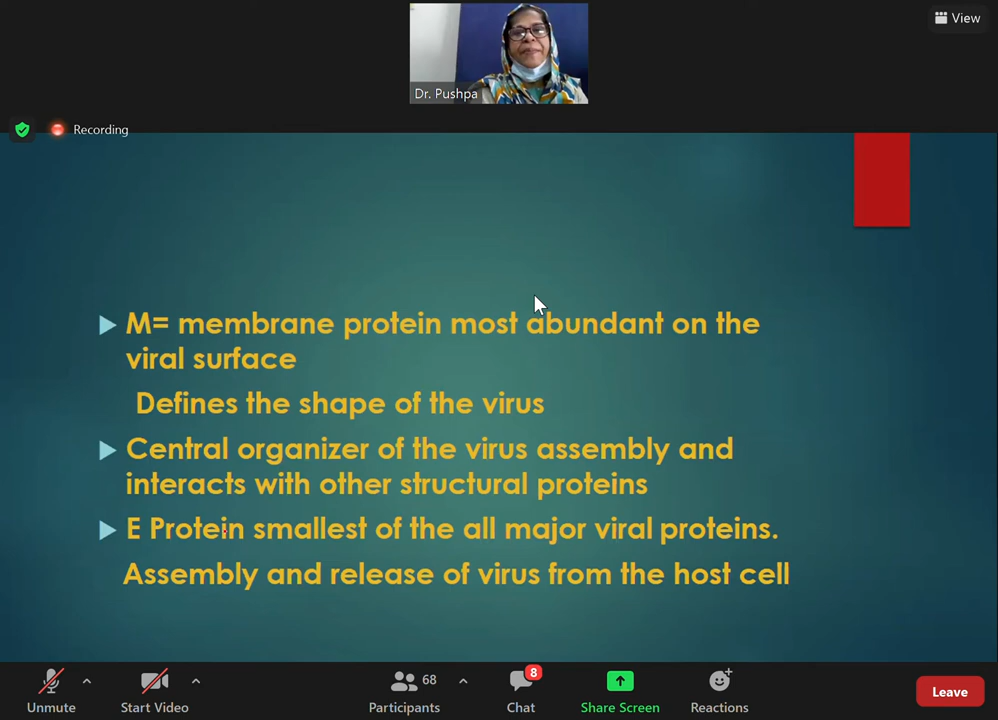 View
Dr. Pushpa
Recording
M= membrane protein most abundant on the
viral surface
Defines the shape of the virus
Central organizer of the virus assembly and
interacts with other structural proteins
E Protein smallest of the all major viral proteins.
Assembly and release of virus from the host cell
68
8
Unmute
Start Video
Participants
Chat
Share Screen
Reactions
Leave